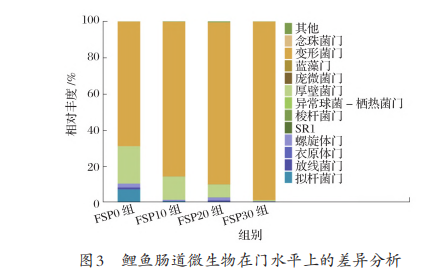 100
80
60
40
20
0
相对丰度/%
FSP0 组
FSP10 组
FSP20 组
FSP30 组
组别
其他
念珠菌门
变形菌门
蓝藻门
庞微菌门
厚壁菌门
异常球菌–栖热菌门
梭杆菌门
SR1
螺旋体门
衣原体门
放线菌门
拟杆菌门
图3 鲤鱼肠道微生物在门水平上的差异分析